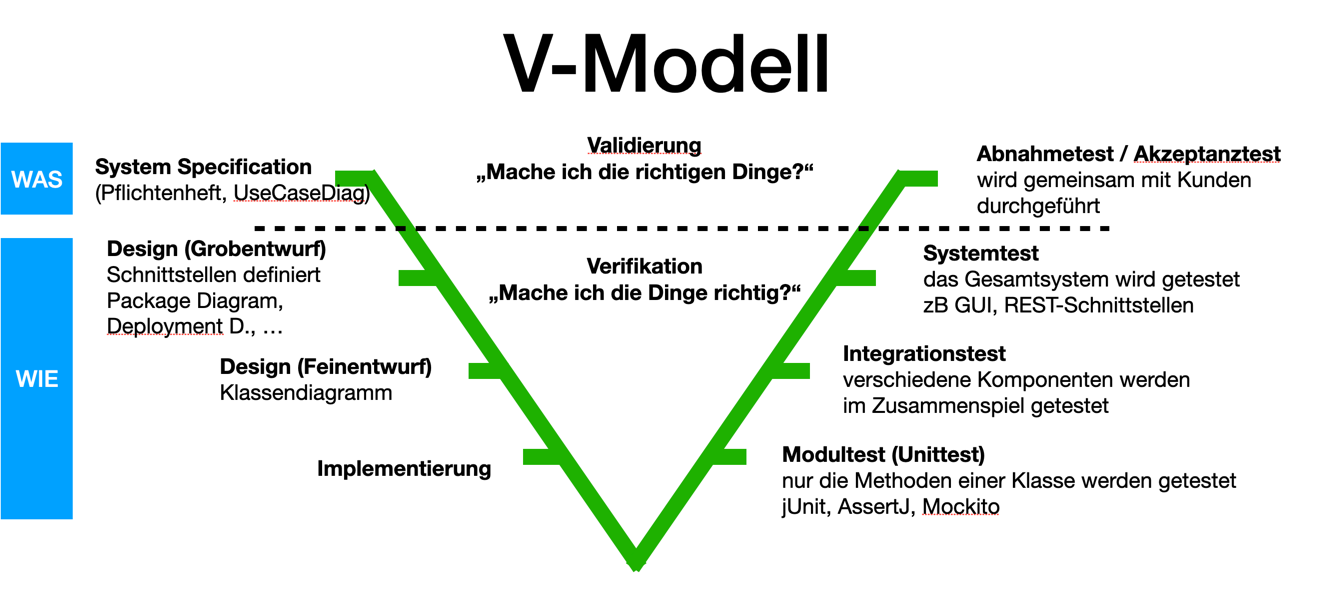 V-Modell
WAS
System Specification
(Pflichtenheft, UseCaseDiag)
Validierung
„Mache ich die richtigen Dinge?“
Abnahmetest / Akzeptanztest
wird gemeinsam mit Kunden
durchgeführt
WIE
Design (Grobentwurf)
Schnittstellen definiert
Package Diagram,
Deployment D., …
Verifikation
„Mache ich die Dinge richtig?“
Systemtest
das Gesamtsystem wird getestet
zB GUI, REST-Schnittstellen
Design (Feinentwurf)
Klassendiagramm
Integrationstest
verschiedene Komponenten werden
im Zusammenspiel getestet
Implementierung
Modultest (Unittest)
nur die Methoden einer Klasse werden getestet
jUnit, AssertJ, Mockito